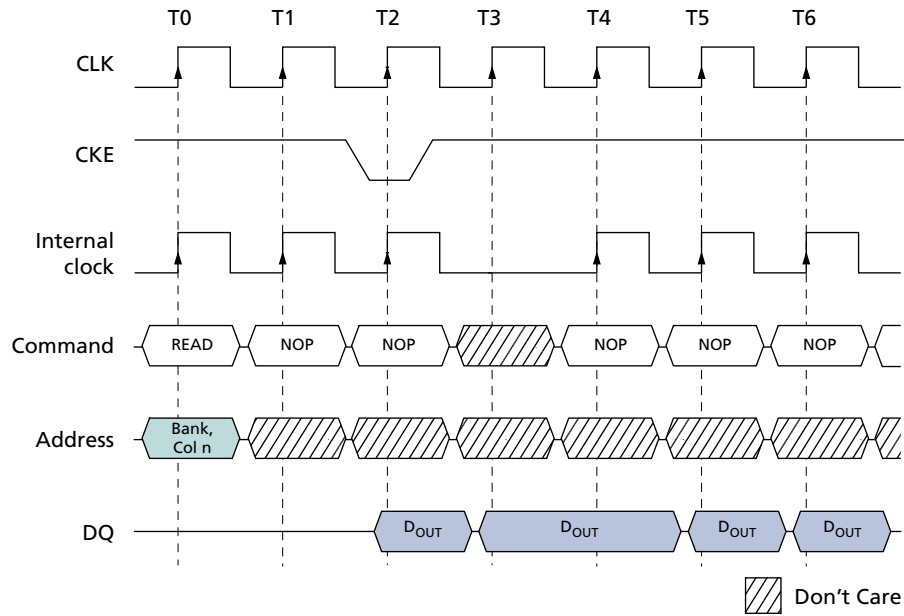 T0 T1 T2 T3 T4 T5 T6
CLK
CKE
Internal
clock
Command READ NOP NOP NOP NOP NOP
Address Bank,
Col n
DQ DOUT DOUT DOUT DOUT
Don't Care